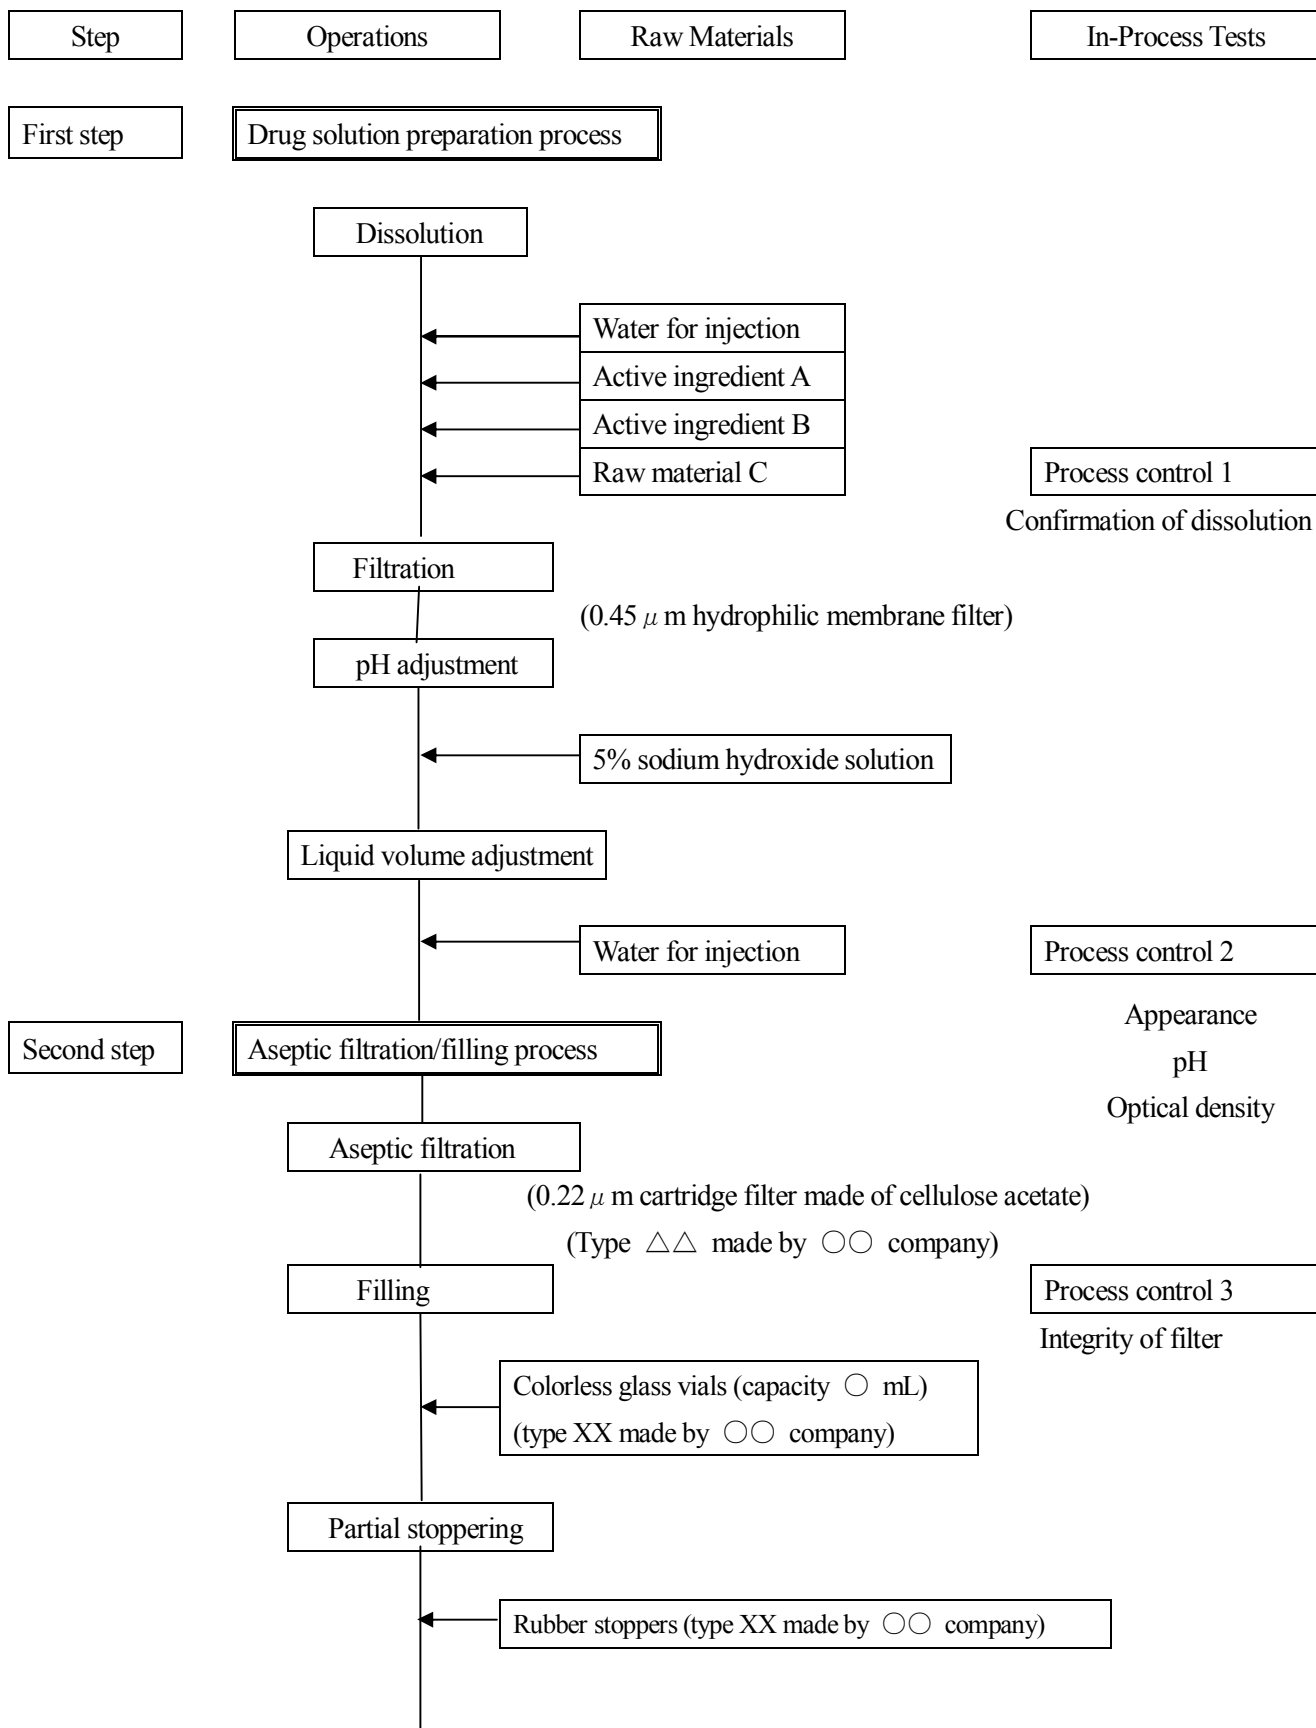 Step
Operations
Raw Materials
In-Process Tests
First step
Drug solution preparation process
Dissolution
Water for injection
Active ingredient A
Active ingredient B
Raw material C
Process control 1
Confirmation of dissolution
Filtration
(0.45 μm hydrophilic membrane filter)
pH adjustment
5% sodium hydroxide solution
Liquid volume adjustment
Water for injection
Process control 2
Appearance
pH
Optical density
Second step
Aseptic filtration/filling process
Aseptic filtration
(0.22 μm cartridge filter made of cellulose acetate)
(Type △△ made by ○○ company)
Filling
Process control 3
Integrity of filter
Colorless glass vials (capacity ○ mL)
(type XX made by ○○ company)
Partial stoppering
Rubber stoppers (type XX made by ○○ company)